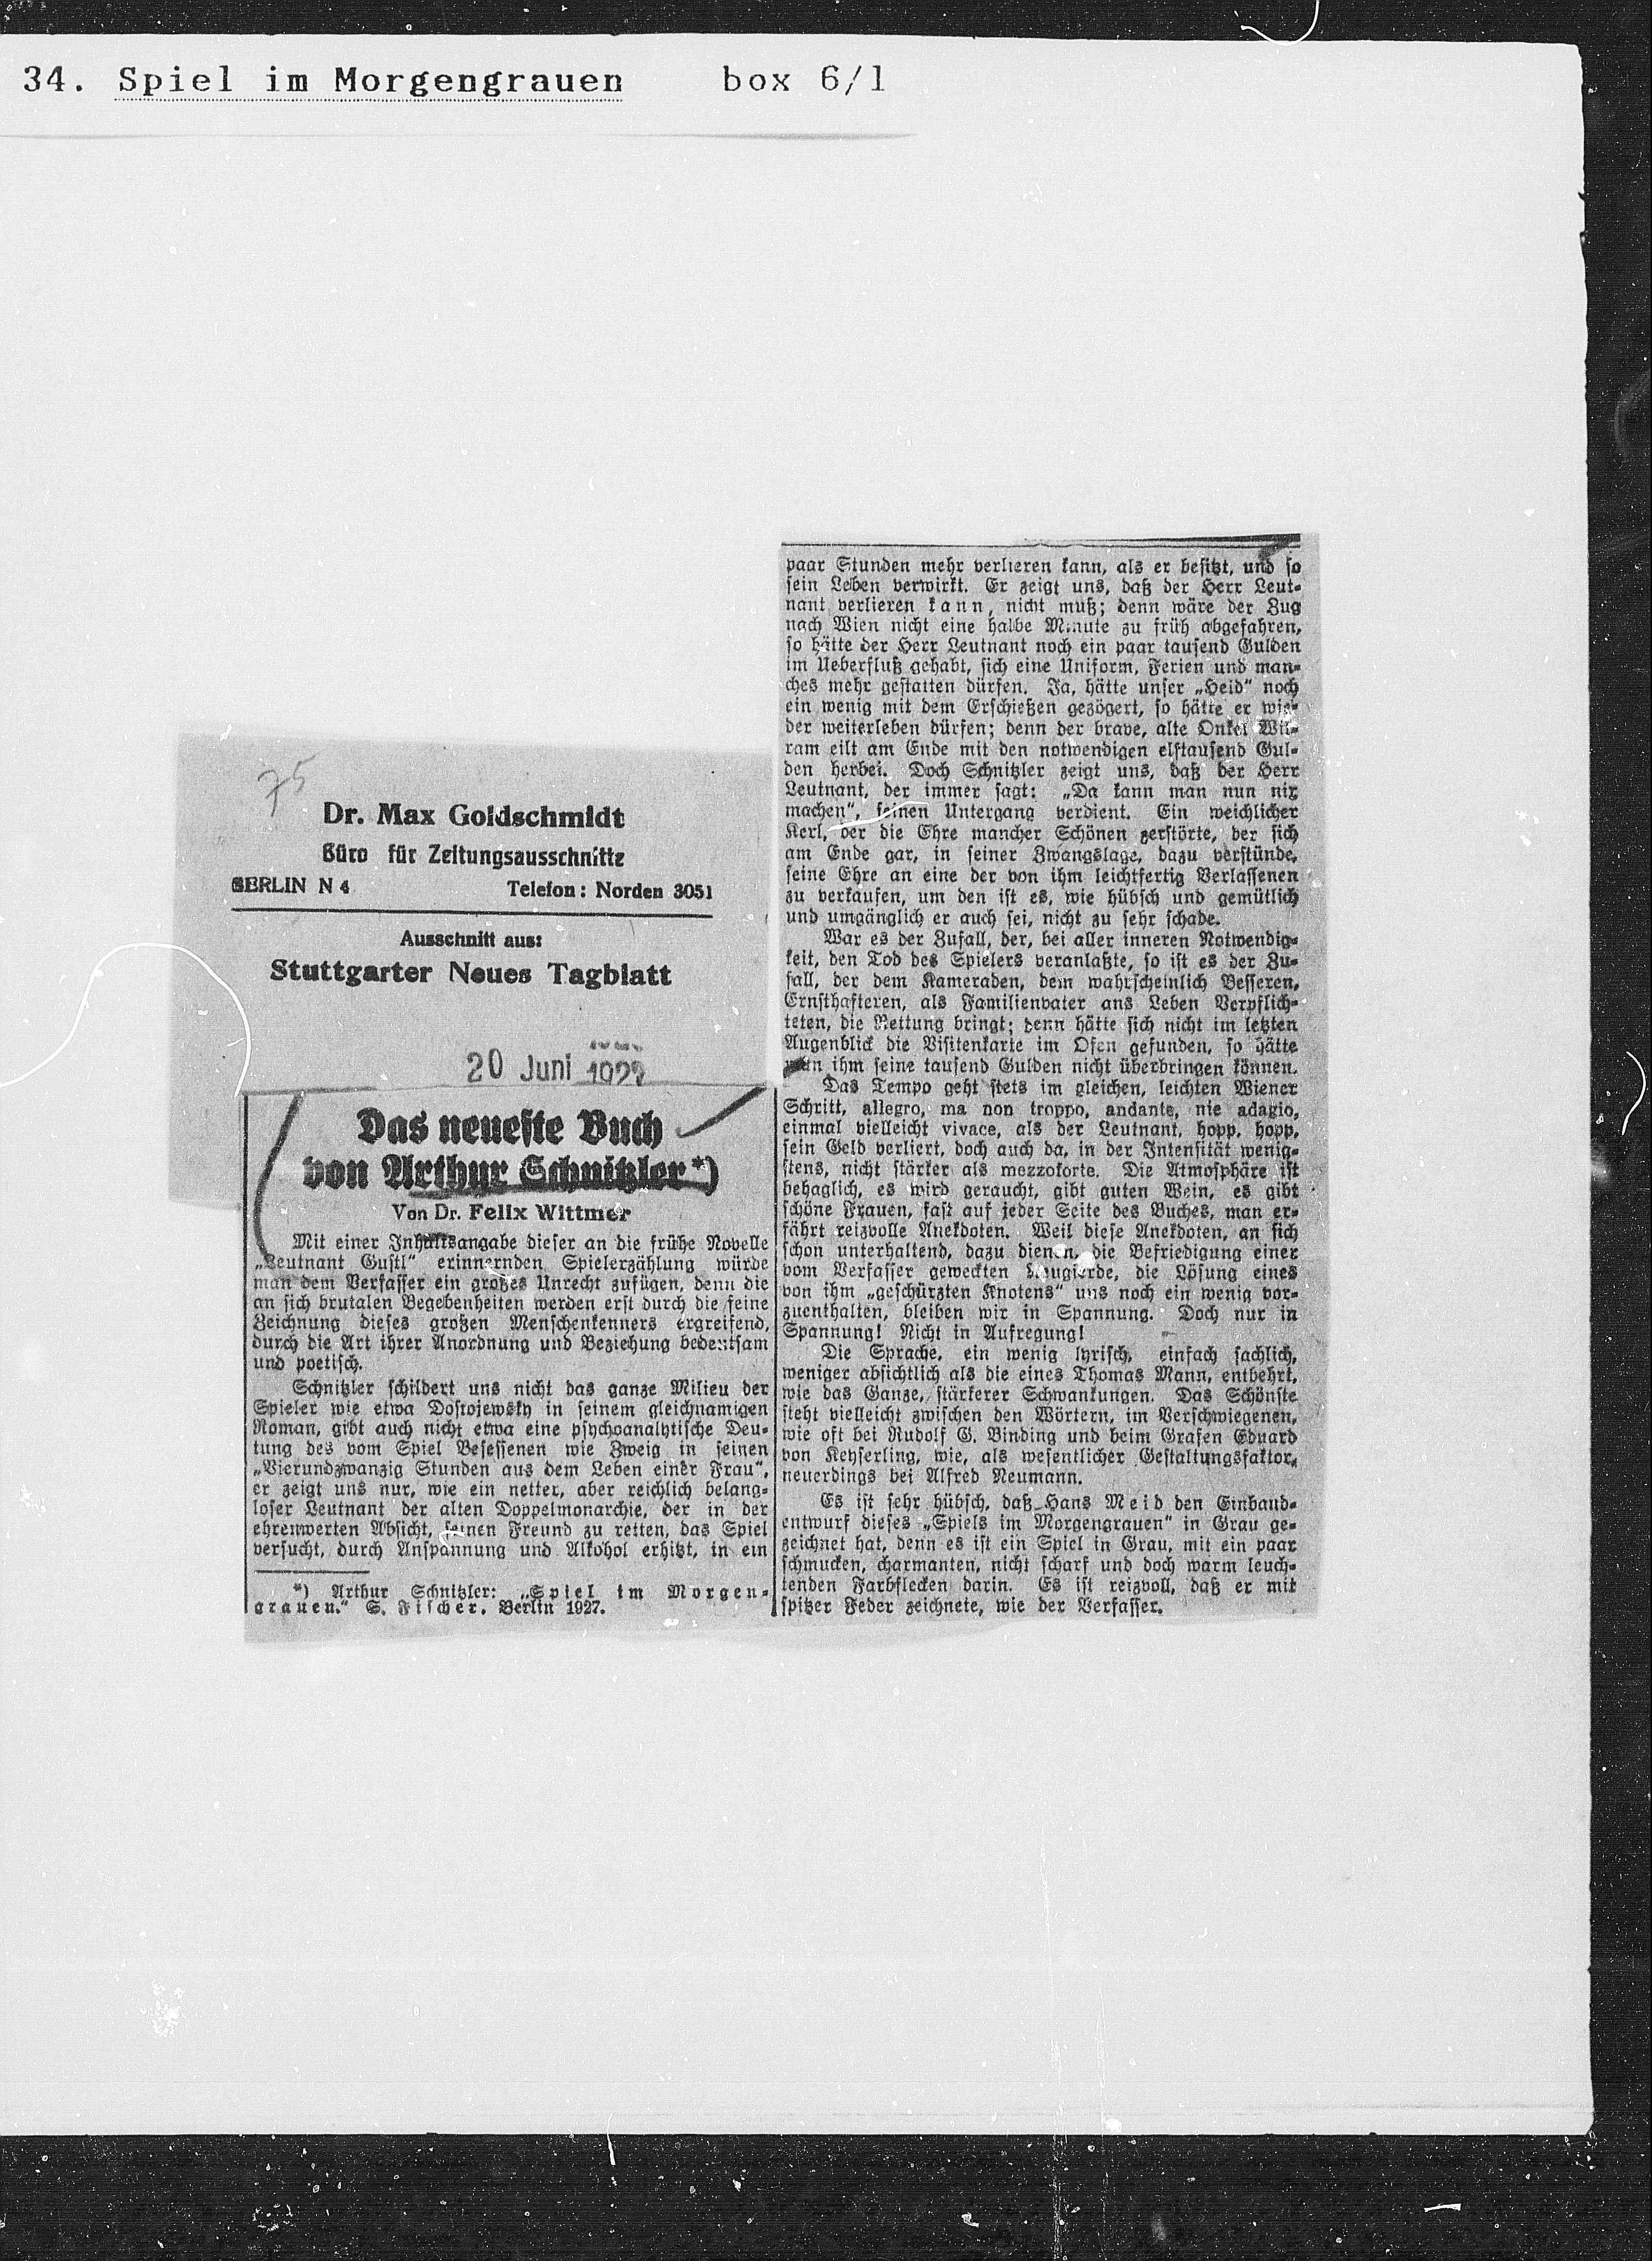 34. Spiel im Morgengrauen box 6/1
75
Dr. Max Goldschmidt
Büro für Zeitungsausschnitte
BERLIN N 4 Telefon: Norden 3051
Ausschnitt aus:
Stuttgarter Neues Tagblatt
20 Juni
Das neueste Buch
von Arthur Schnitzler*)
Von Dr. Felix Wittmer
Mit einer Inhaltsangabe dieser an die frühe Novelle
„Leutnant Gustl“ erinnernden Spielerzählung würde
man dem Verfasser ein großes Unrecht zufügen, denn die
an sich brutalen Begebenheiten werden erst durch die feine
Zeichnung dieses großen Menschenkenners ergreifend,
durch die Art ihrer Anordnung und Beziehung bedeutsam
und poetisch.
Schnitzler schildert uns nicht das ganze Milieu der
Spieler wie etwa Dostojewsky in seinem gleichnamigen
Roman, gibt auch nicht etwa eine psychoanalytische Deu-
tung des vom Spiel Besessenen wie Zweig in seinen
„Vierundzwanzig Stunden aus dem Leben einer Frau“,
er zeigt uns nur, wie ein netter, aber reichlich belang-
loser Leutnant der alten Doppelmonarchie, der in der
ehrenwerten Absicht, seinen Freund zu retten, das Spiel
versucht, durch Anspannung und Alkohol erhitzt, in ein
*) Arthur Schnitzler: „Spiel im Morgen-
grauen.“ S. Fischer, Berlin 1927.
paar Stunden mehr verlieren kann, als er besitzt, und so
sein Leben verwirkt. Er zeigt uns, daß der Herr Leut-
nant verlieren kann, nicht muß; denn wäre der Zug
nach Wien nicht eine halbe Minute zu früh abgefahren,
so hätte der Herr Leutnant noch ein paar tausend Gulden
im Ueberfluß gehabt, sich eine Uniform, Ferien und man-
ches mehr gestatten dürfen. Ja, hätte unser „Held“ noch
ein wenig mit dem Erschießen gezögert, so hätte er wie-
der weiterleben dürfen; denn der brave, alte Onkel Wil-
ram eilt am Ende mit den notwendigen elftausend Gul-
den herbei. Doch Schnitzler zeigt uns, daß der Herr
Leutnant, der immer sagt: „Da kann man nun nix
machen“, seinen Untergang verdient. Ein weichlicher
Kerl, der die Ehre mancher Schönen zerstörte, der sich
am Ende gar, in seiner Zwangslage, dazu verstünde,
seine Ehre an eine der von ihm leichtfertig Verlassenen
zu verkaufen, um den ist es, wie hübsch und gemütlich
und umgänglich er auch sei, nicht zu sehr schade.
War es der Zufall, der, bei aller inneren Notwendig-
keit, den Tod des Spielers veranlaßte, so ist es der Zu-
fall, der dem Kameraden, dem wahrscheinlich Besseren,
Ernsthafteren, als Familienvater ans Leben Verpflich-
teten, die Rettung bringt; denn hätte sich nicht im letzten
Augenblick die Visitenkarte im Ofen gefunden, so hätte
man ihm seine tausend Gulden nicht überbringen können.
Das Tempo geht stets im gleichen, leichten Wiener
Schritt, allegro, ma non troppo, andante, nie adagio,
einmal vielleicht vivace, als der Leutnant, hopp, hopp,
sein Geld verliert, doch auch da, in der Intensität wenig-
stens, nicht stärker als mezzoforte. Die Atmosphäre ist
behaglich, es wird geraucht, gibt guten Wein, es gibt
schöne Frauen, fast auf jeder Seite des Buches, man er-
fährt reizvolle Anekdoten. Weil diese Anekdoten, an sich
schon unterhaltend, dazu dienen, die Befriedigung einer
vom Verfasser geweckten Neugierde, die Lösung eines
von ihm „geschürzten Knotens“ uns noch ein wenig vor-
zuenthalten, bleiben wir in Spannung. Doch nur in
Spannung! Nicht in Aufregung!
Die Sprache, ein wenig lyrisch, einfach sachlich,
weniger absichtlich als die eines Thomas Mann, entbehrt,
wie das Ganze, stärkerer Schwankungen. Das Schönste
steht vielleicht zwischen den Wörtern, im Verschwiegenen,
wie oft bei Rudolf G. Binding und beim Grafen Eduard
von Keyserling, wie, als wesentlicher Gestaltungsfaktor,
neuerdings bei Alfred Neumann.
Es ist sehr hübsch, daß Hans Meid den Einband-
entwurf dieses „Spiels im Morgengrauen“ in Grau ge-
zeichnet hat, denn es ist ein Spiel in Grau, mit ein paar
schmucken, charmanten, nicht scharf und doch warm leuch-
tenden Farbflecken darin. Es ist reizvoll, daß er mit
spitzer Feder zeichnete, wie der Verfasser.